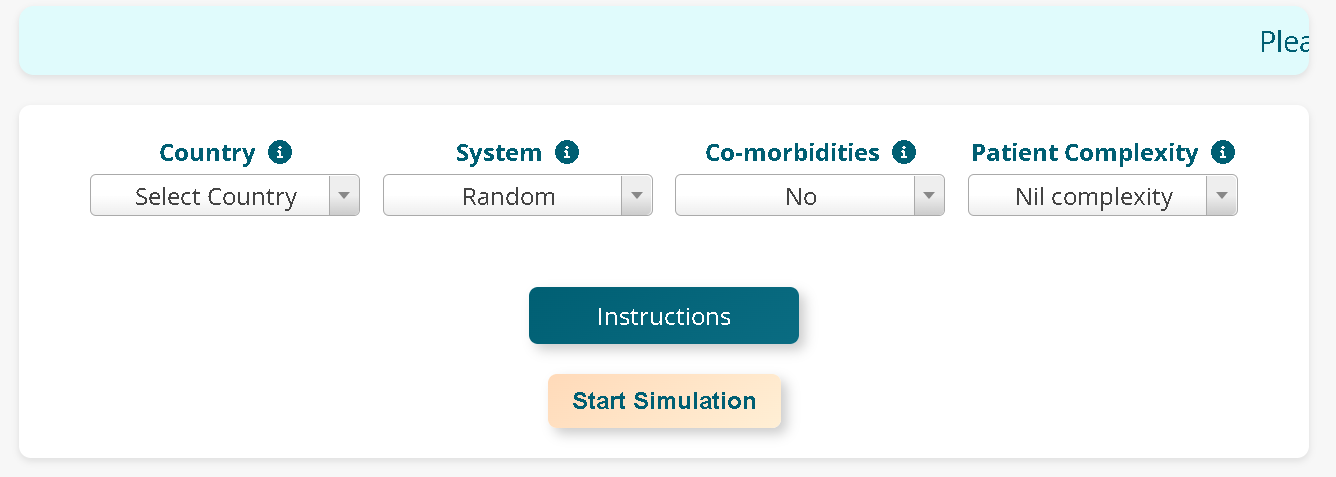 Plea
Country
System
Co-morbidities
Patient Complexity
Select Country
Random
No
Nil complexity
Instructions
Start Simulation